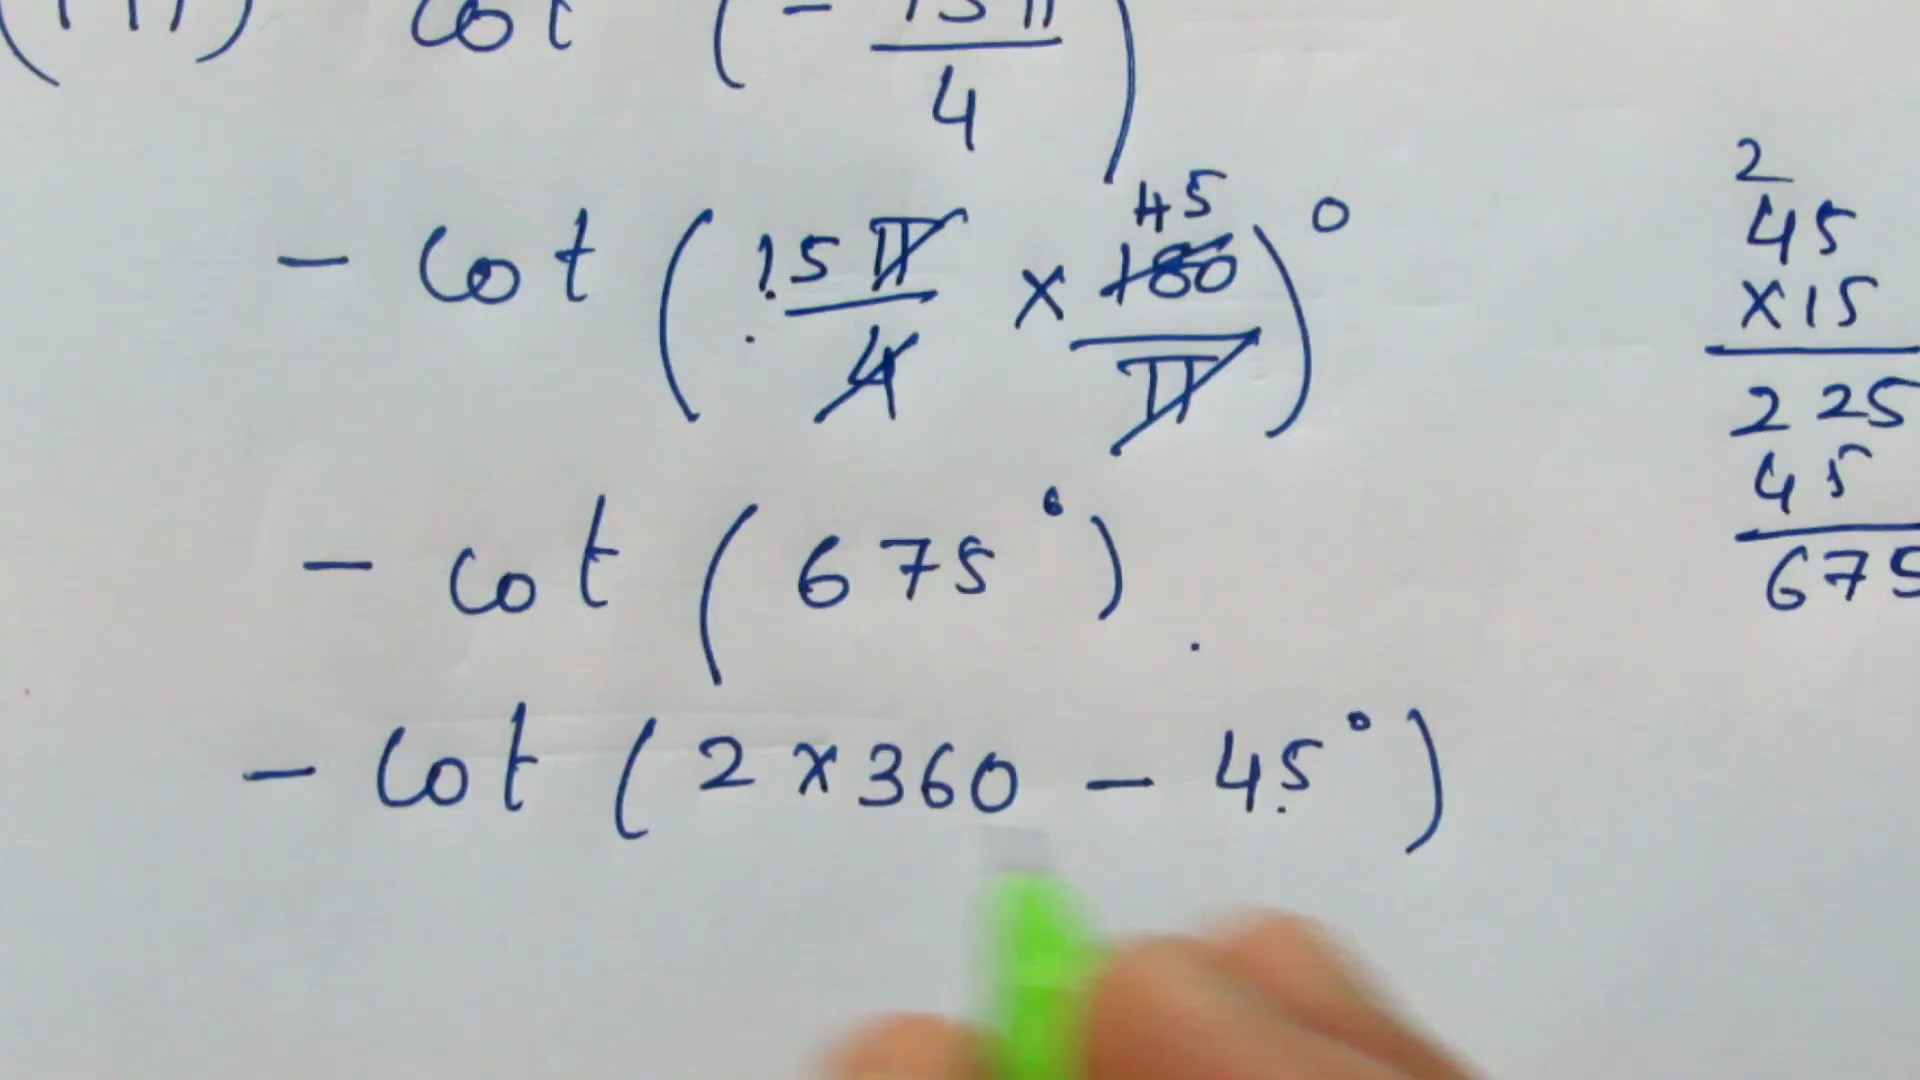 (iii) cot (- 15π/4)
- cot (15π/4 × 180/π)° 45
- cot (675°)
- cot (2 × 360 - 45°)
2
45
×15
225
45
675